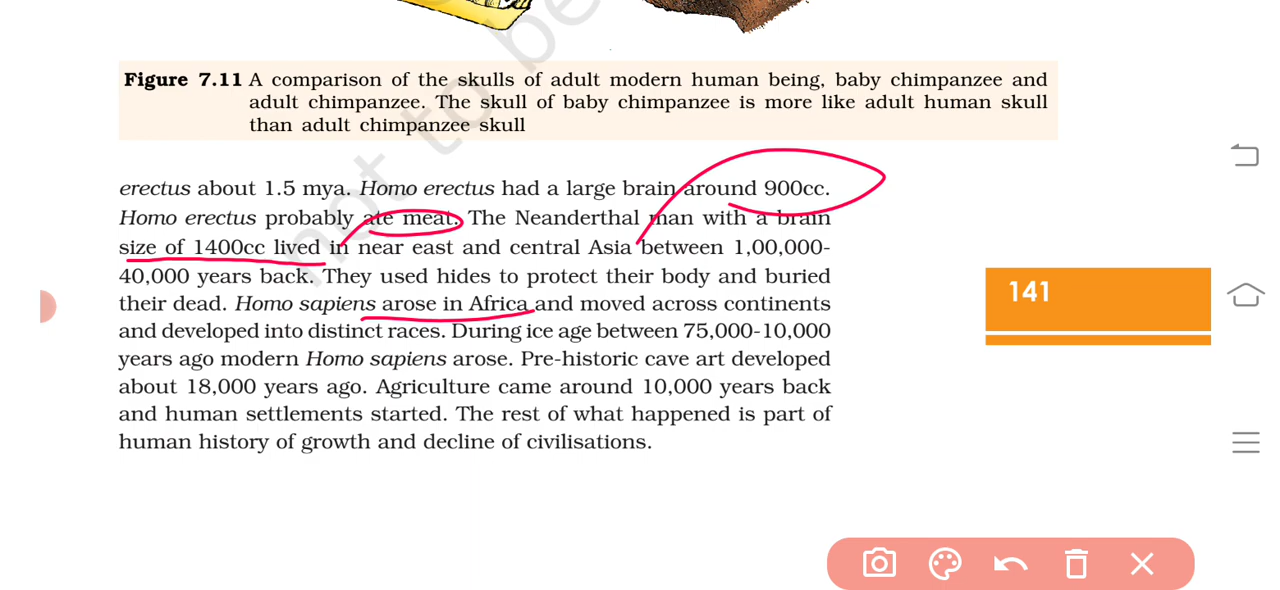 Figure 7.11 A comparison of the skulls of adult modern human being, baby chimpanzee and
adult chimpanzee. The skull of baby chimpanzee is more like adult human skull
than adult chimpanzee skull
erectus about 1.5 mya. Homo erectus had a large brain around 900cc.
Homo erectus probably ate meat. The Neanderthal man with a brain
size of 1400cc lived in near east and central Asia between 1,00,000-
40,000 years back. They used hides to protect their body and buried
their dead. Homo sapiens arose in Africa and moved across continents
and developed into distinct races. During ice age between 75,000-10,000
years ago modern Homo sapiens arose. Pre-historic cave art developed
about 18,000 years ago. Agriculture came around 10,000 years back
and human settlements started. The rest of what happened is part of
human history of growth and decline of civilisations.
141
not to be